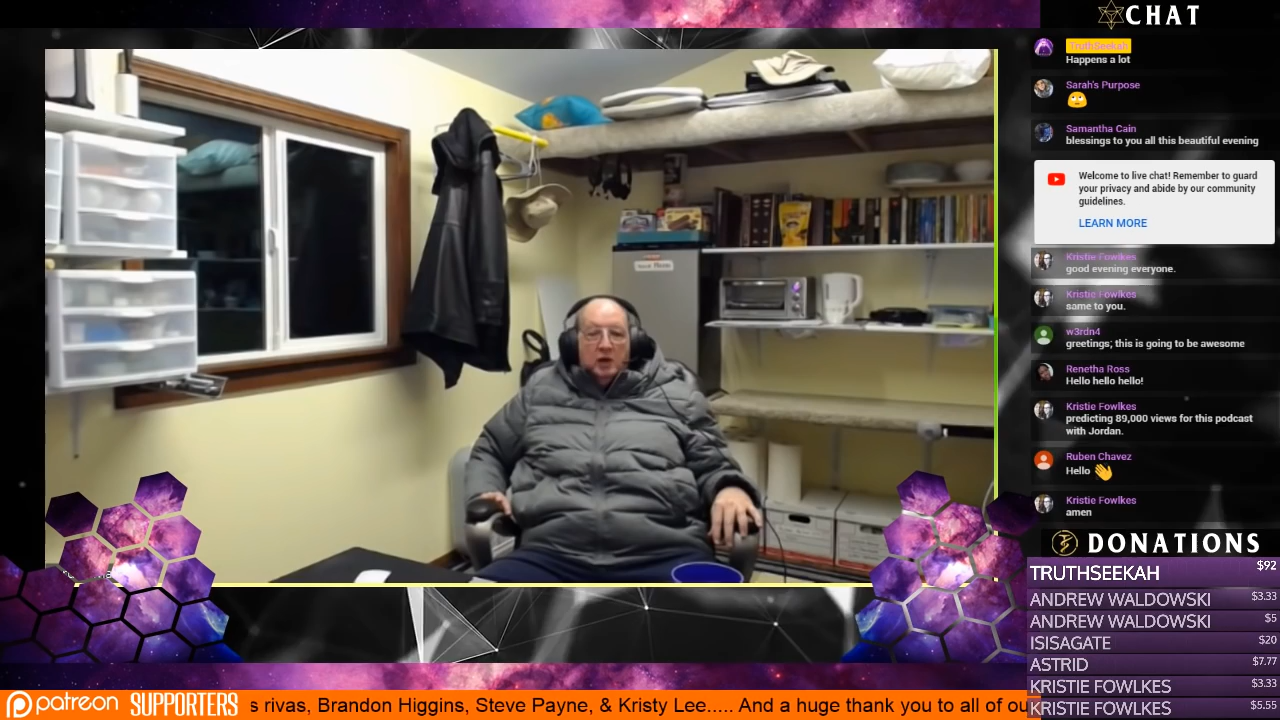 CHAT
TruthSeekah
Happens a lot
Sarah's Purpose
Samantha Cain
blessings to you all this beautiful evening
Welcome to live chat! Remember to guard
your privacy and abide by our community
guidelines.
LEARN MORE
Kristie Fowlkes
good evening everyone.
Kristie Fowlkes
same to you.
w3rdn4
greetings; this is going to be awesome
Renetha Ross
Hello hello hello!
Kristie Fowlkes
predicting 89,000 views for this podcast
with Jordan.
Ruben Chavez
Hello 👋
Kristie Fowlkes
amen
DONATIONS
TRUTHSEEKAH $92
ANDREW WALDOWSKI $3.33
ANDREW WALDOWSKI $5
ISISAGATE $20
ASTRID $7.77
KRISTIE FOWLKES $3.33
KRISTIE FOWLKES $5.55
patreon SUPPORTERS s rivas, Brandon Higgins, Steve Payne, & Kristy Lee..... And a huge thank you to all of ou